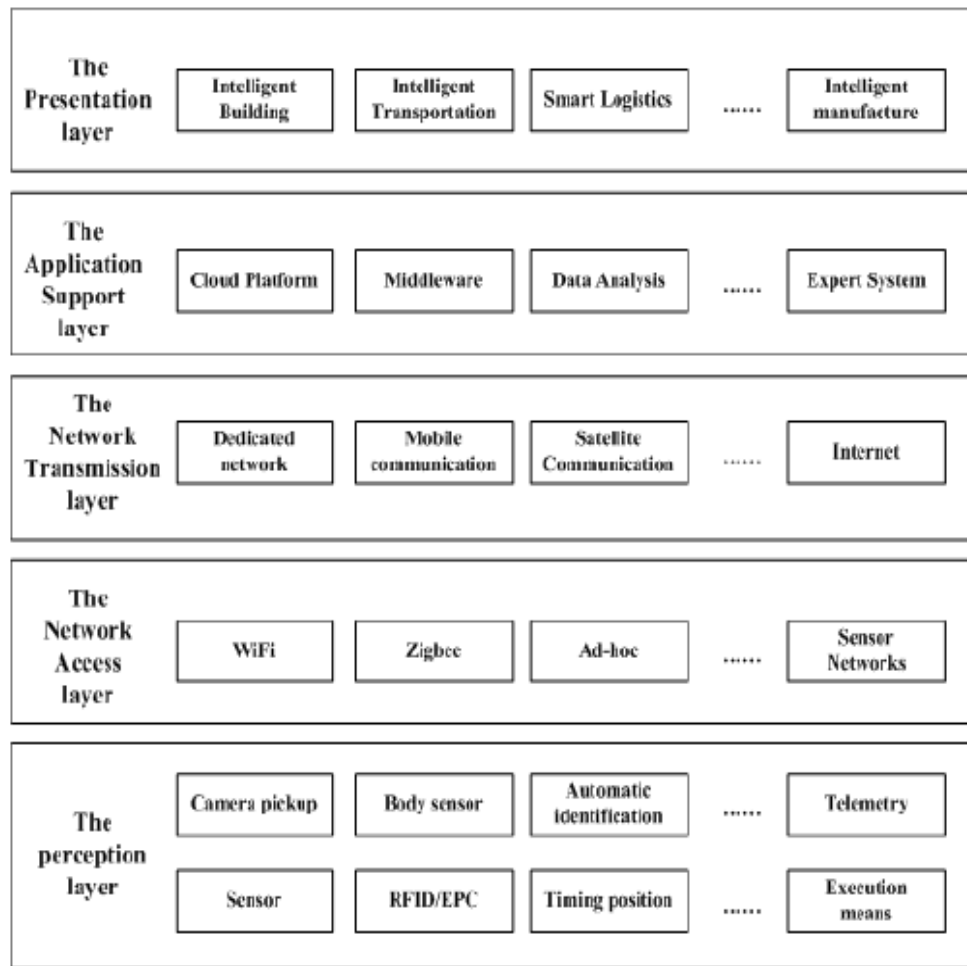 The
Presentation
layer
Intelligent
Building
Intelligent
Transportation
Smart Logistics
......
Intelligent
manufacture
The
Application
Support
layer
Cloud Platform
Middleware
Data Analysis
......
Expert System
The
Network
Transmission
layer
Dedicated
network
Mobile
communication
Satellite
Communication
......
Internet
The
Network
Access
layer
WiFi
Zigbee
Ad-hoc
......
Sensor
Networks
The
perception
layer
Camera pickup
Body sensor
Automatic
identification
......
Telemetry
Sensor
RFID/EPC
Timing position
......
Execution
means